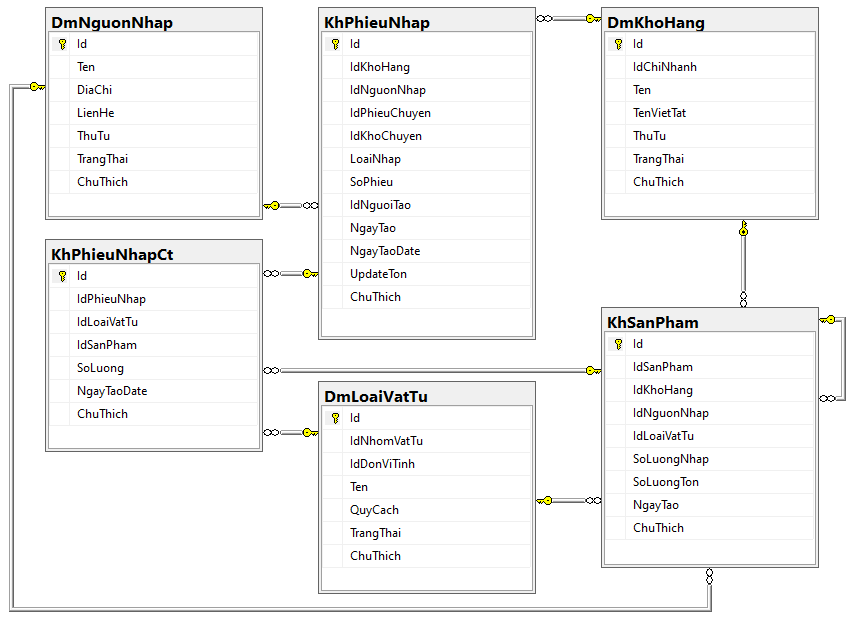 DmNguonNhap
Id
Ten
DiaChi
LienHe
ThuTu
TrangThai
ChuThich
KhPhieuNhap
Id
IdKhoHang
IdNguonNhap
IdPhieuChuyen
IdKhoChuyen
LoaiNhap
SoPhieu
IdNguoiTao
NgayTao
NgayTaoDate
UpdateTon
ChuThich
DmKhoHang
Id
IdChiNhanh
Ten
TenVietTat
ThuTu
TrangThai
ChuThich
KhPhieuNhapCt
Id
IdPhieuNhap
IdLoaiVatTu
IdSanPham
SoLuong
NgayTaoDate
ChuThich
DmLoaiVatTu
Id
IdNhomVatTu
IdDonViTinh
Ten
QuyCach
TrangThai
ChuThich
KhSanPham
Id
IdSanPham
IdKhoHang
IdNguonNhap
IdLoaiVatTu
SoLuongNhap
SoLuongTon
NgayTao
ChuThich